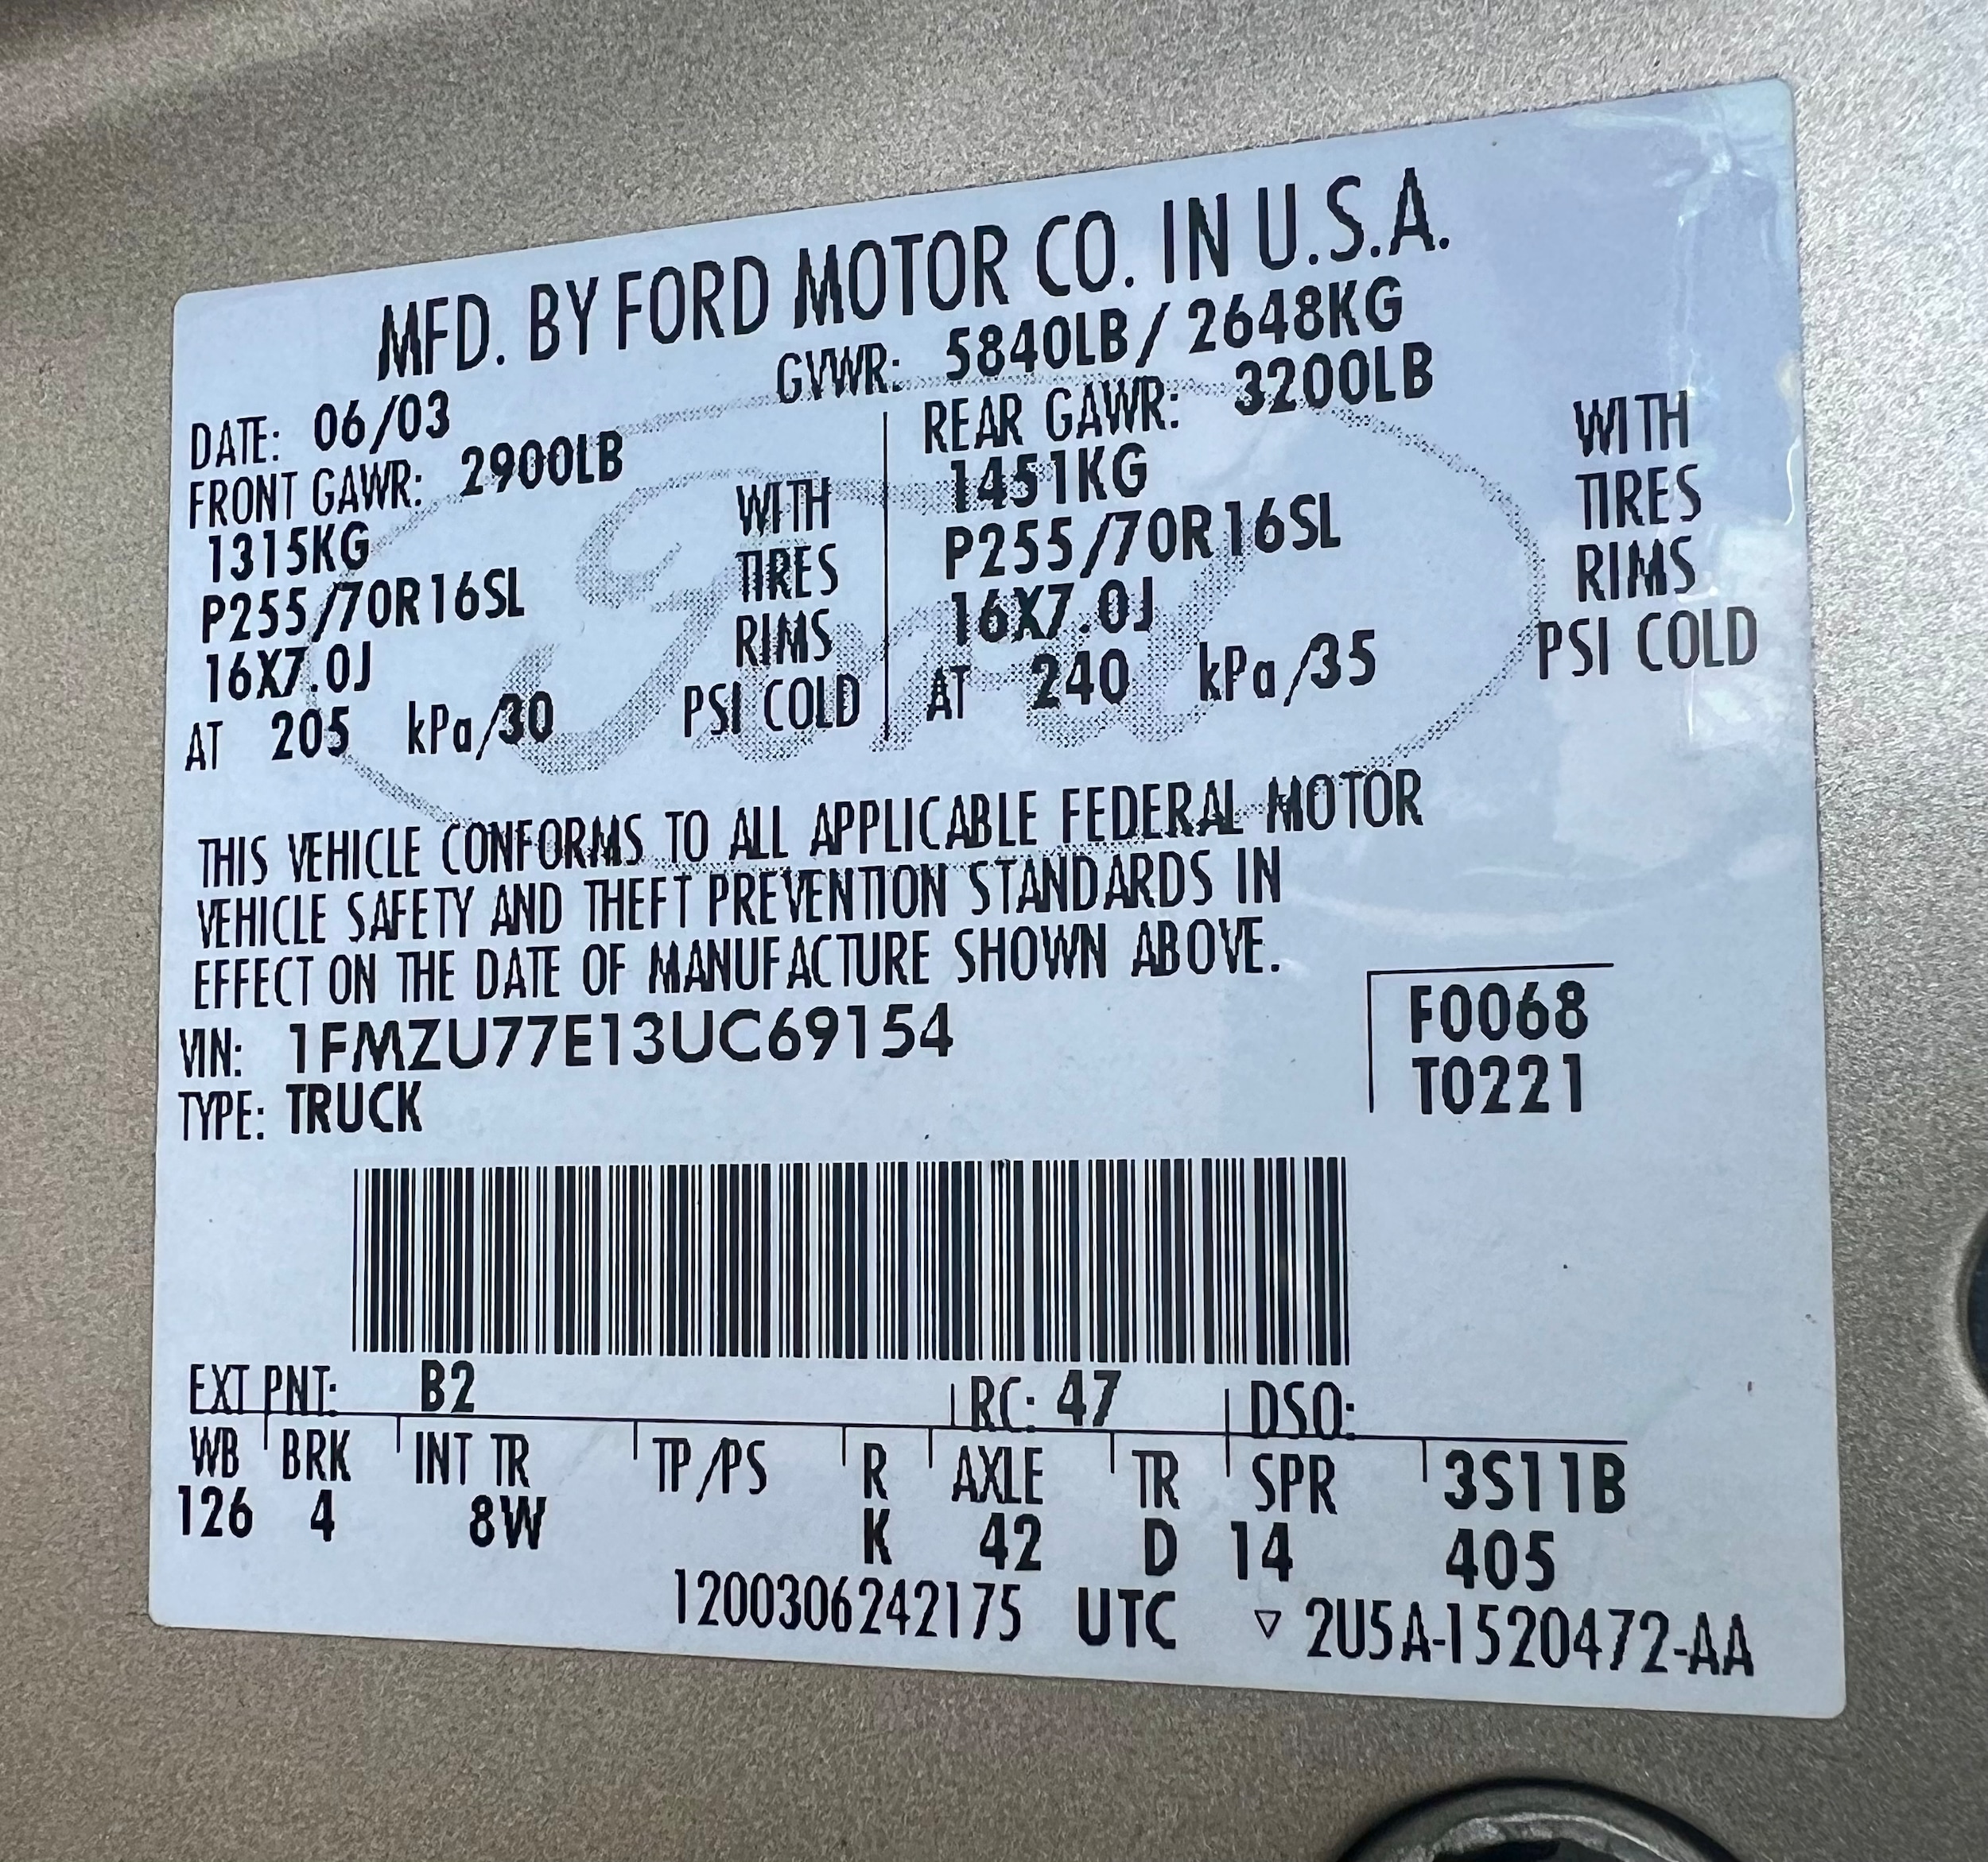 MFD. BY FORD MOTOR CO. IN U.S.A.
DATE: 06/03 GVWR: 5840LB / 2648KG
FRONT GAWR: 2900LB REAR GAWR: 3200LB
1315KG WITH 1451KG WITH
P255/70R16SL TIRES P255/70R16SL TIRES
16X7.0J RIMS 16X7.0J RIMS
AT 205 kPa/30 PSI COLD AT 240 kPa/35 PSI COLD
Ford
THIS VEHICLE CONFORMS TO ALL APPLICABLE FEDERAL MOTOR
VEHICLE SAFETY AND THEFT PREVENTION STANDARDS IN
EFFECT ON THE DATE OF MANUFACTURE SHOWN ABOVE.
VIN: 1FMZU77E13UC69154 F0068
TYPE: TRUCK T0221
EXT PNT: B2 RC: 47 DSO:
WB BRK INT TR TP/PS R AXLE TR SPR 3S11B
126 4 8W K 42 D 14 405
1200306242175 UTC ▽ 2U5A-1520472-AA